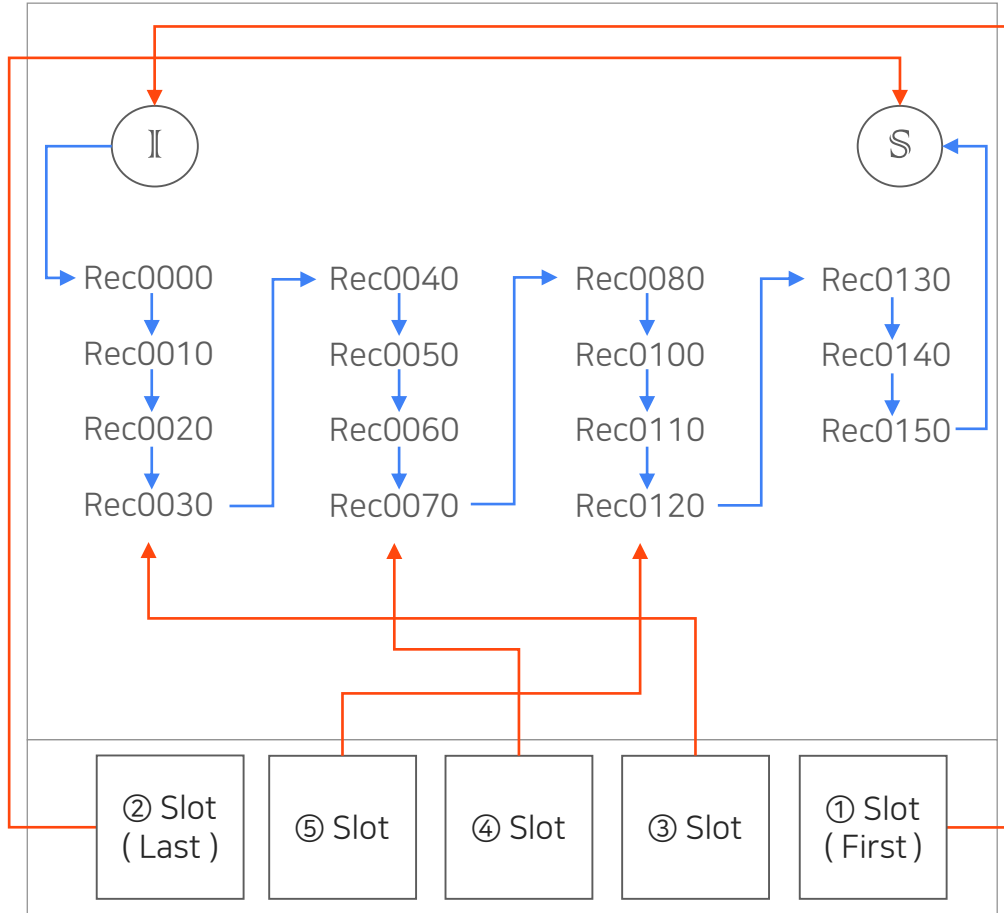 𝕀
𝕊
Rec0000
Rec0010
Rec0020
Rec0030
Rec0040
Rec0050
Rec0060
Rec0070
Rec0080
Rec0100
Rec0110
Rec0120
Rec0130
Rec0140
Rec0150
② Slot
( Last )
⑤ Slot
④ Slot
③ Slot
① Slot
( First )